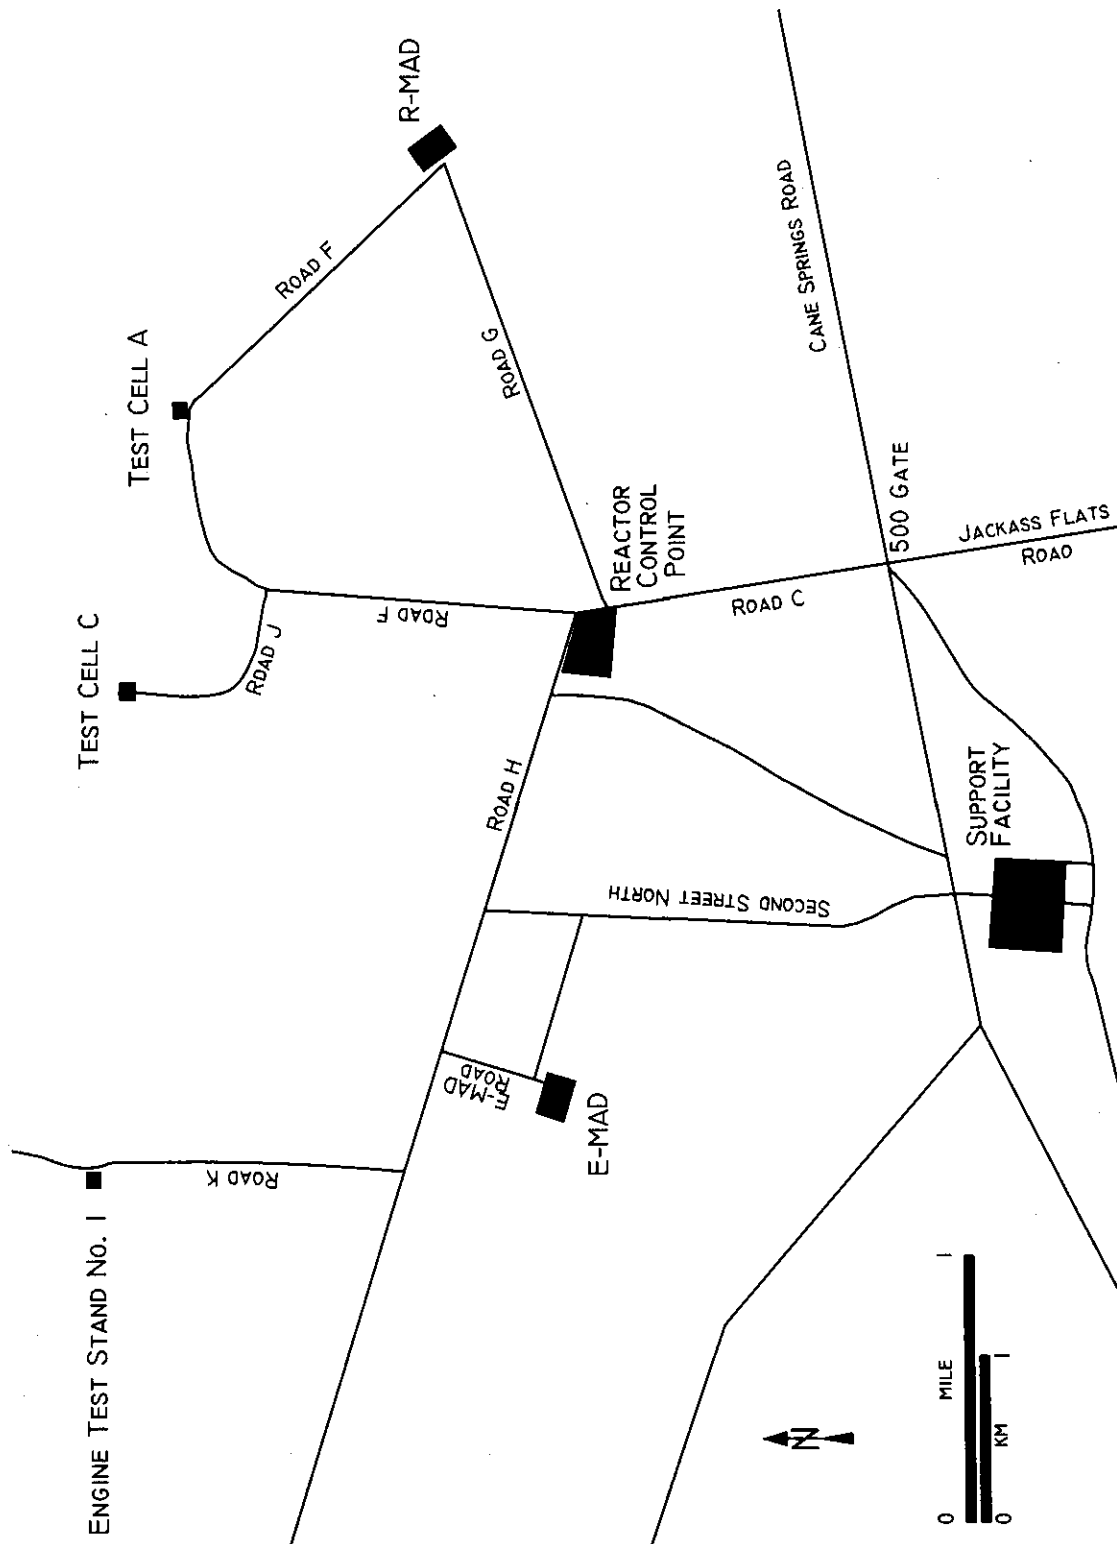 ENGINE TEST STAND NO. 1
TEST CELL C
TEST CELL A
R-MAD
ROAD K
ROAD J
ROAD F
ROAD F
ROAD G
E-MAD
ROAD
E-MAD
ROAD H
REACTOR
CONTROL
POINT
SECOND STREET NORTH
ROAD C
CANE SPRINGS ROAD
500 GATE
JACKASS FLATS
ROAD
SUPPORT
FACILITY
N
0 MILE 1
0 KM 1